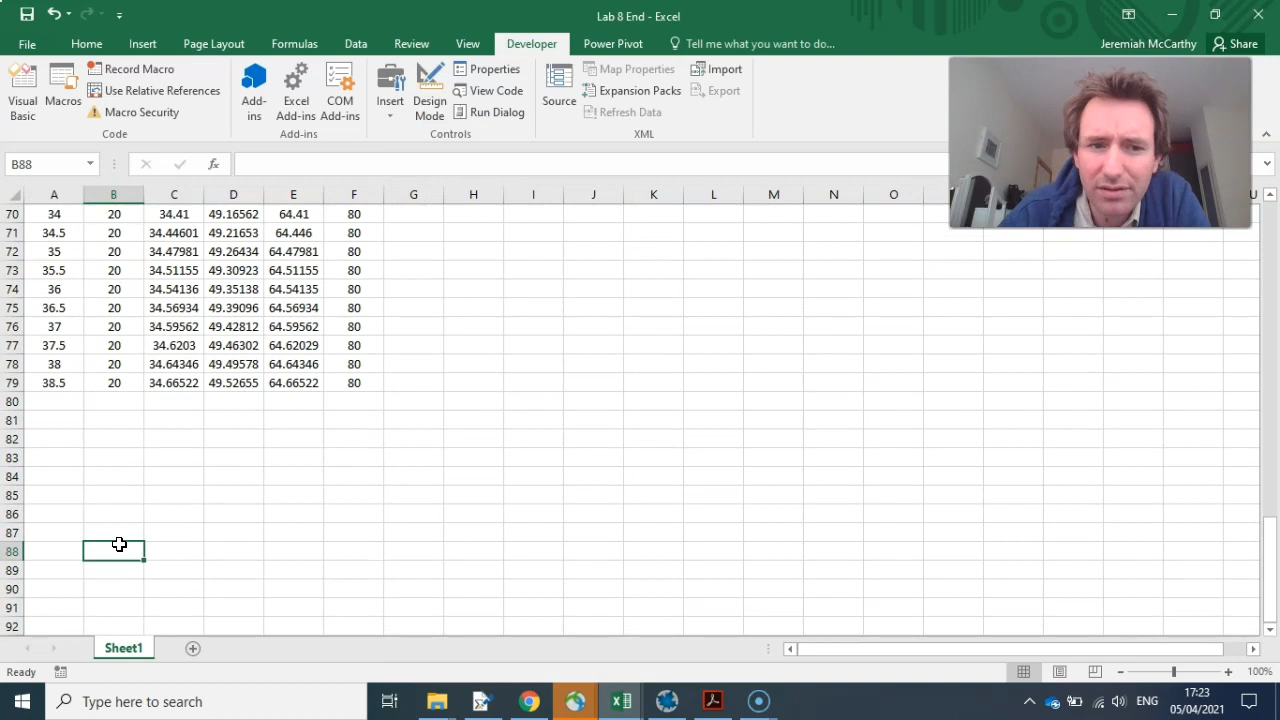 Lab 8 End - Excel
File Home Insert Page Layout Formulas Data Review View Developer Power Pivot Tell me what you want to do... Jeremiah McCarthy Share
Visual Basic
Macros
Record Macro
Use Relative References
Macro Security
Code
Add-ins
Excel Add-ins
COM Add-ins
Add-ins
Insert
Design Mode
Properties
View Code
Run Dialog
Controls
Source
Map Properties
Expansion Packs
Refresh Data
Import
Export
XML
B88 fx
A B C D E F G H I J K L M N O U
70 34 20 34.41 49.16562 64.41 80
71 34.5 20 34.44601 49.21653 64.446 80
72 35 20 34.47981 49.26434 64.47981 80
73 35.5 20 34.51155 49.30923 64.51155 80
74 36 20 34.54136 49.35138 64.54135 80
75 36.5 20 34.56934 49.39096 64.56934 80
76 37 20 34.59562 49.42812 64.59562 80
77 37.5 20 34.6203 49.46302 64.62029 80
78 38 20 34.64346 49.49578 64.64346 80
79 38.5 20 34.66522 49.52655 64.66522 80
80
81
82
83
84
85
86
87
88
89
90
91
92
Sheet1
Ready 100%
Type here to search ENG 17:23
05/04/2021